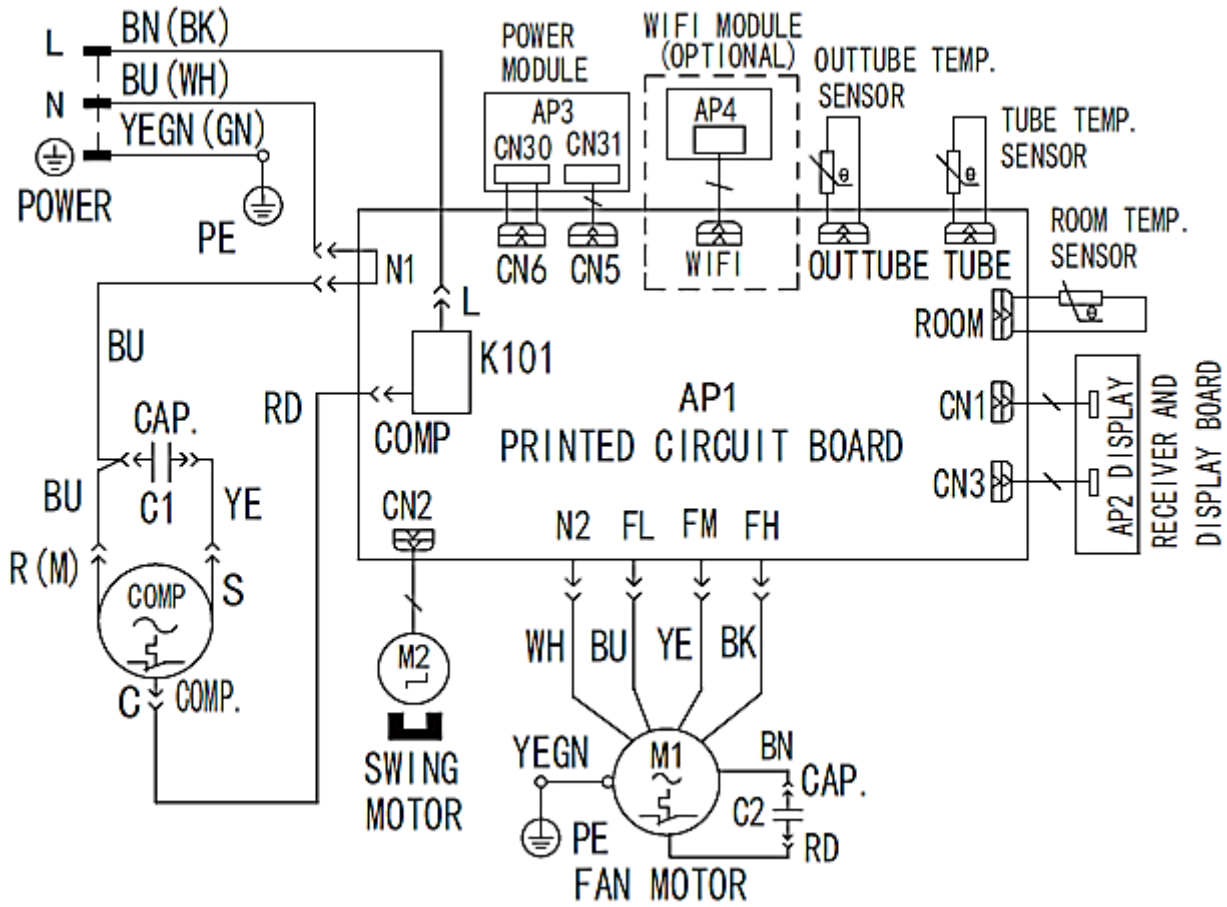 L
BN(BK)
N
BU(WH)
YEGN(GN)
POWER
PE
POWER
MODULE
AP3
CN30 CN31
CN6 CN5
WIFI MODULE
(OPTIONAL)
AP4
WIFI
OUTTUBE TEMP.
SENSOR
θ
OUTTUBE
TUBE TEMP.
SENSOR
θ
TUBE
ROOM TEMP.
SENSOR
θ
ROOM
N1
L
K101
COMP
BU
RD
AP1
PRINTED CIRCUIT BOARD
CN1
CN3
AP2 DISPLAY
RECEIVER AND
DISPLAY BOARD
CAP.
C1
BU
YE
R(M)
S
COMP
C
COMP.
CN2
M2
SWING
MOTOR
N2 FL FM FH
WH BU YE BK
M1
YEGN
PE
BN
CAP.
C2
RD
FAN MOTOR